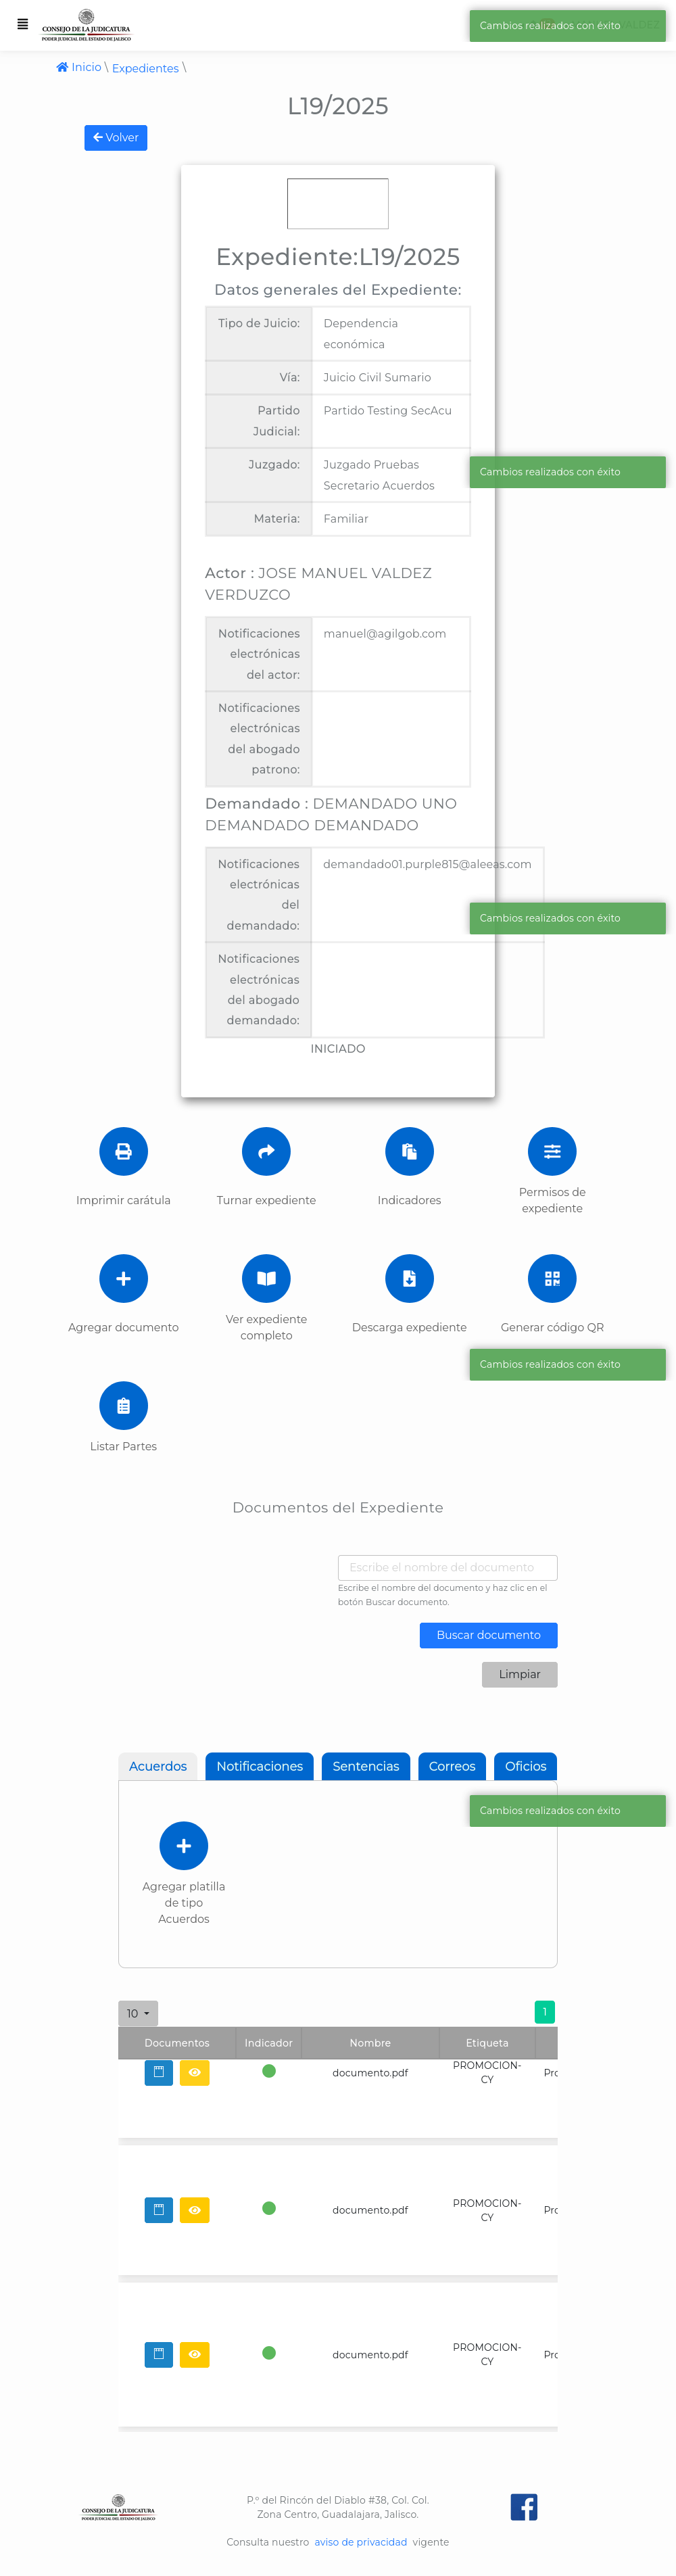 CONSEJO DE LA JUDICATURA
PODER JUDICIAL DEL ESTADO DE JALISCO
Cambios realizados con éxito
Inicio \ Expedientes \
L19/2025
Volver
Expediente:L19/2025
Datos generales del Expediente:
Tipo de Juicio: Dependencia
económica
Vía: Juicio Civil Sumario
Partido Partido Testing SecAcu
Judicial:
Juzgado: Juzgado Pruebas
Secretario Acuerdos
Cambios realizados con éxito
Materia: Familiar
Actor : JOSE MANUEL VALDEZ
VERDUZCO
Notificaciones manuel@agilgob.com
electrónicas
del actor:
Notificaciones
electrónicas
del abogado
patrono:
Demandado : DEMANDADO UNO
DEMANDADO DEMANDADO
Notificaciones demandado01.purple815@aleeas.com
electrónicas
del
demandado:
Cambios realizados con éxito
Notificaciones
electrónicas
del abogado
demandado:
INICIADO
Imprimir carátula
Turnar expediente
Indicadores
Permisos de
expediente
Agregar documento
Ver expediente
completo
Descarga expediente
Generar código QR
Cambios realizados con éxito
Listar Partes
Documentos del Expediente
Escribe el nombre del documento
Escribe el nombre del documento y haz clic en el
botón Buscar documento.
Buscar documento
Limpiar
Acuerdos Notificaciones Sentencias Correos Oficios
Cambios realizados con éxito
Agregar platilla
de tipo
Acuerdos
10 1
Documentos Indicador Nombre Etiqueta
documento.pdf PROMOCION-
CY
Pro
documento.pdf PROMOCION-
CY
Pro
documento.pdf PROMOCION-
CY
Pro
CONSEJO DE LA JUDICATURA
PODER JUDICIAL DEL ESTADO DE JALISCO
P.º del Rincón del Diablo #38, Col. Col.
Zona Centro, Guadalajara, Jalisco.
Consulta nuestro aviso de privacidad vigente